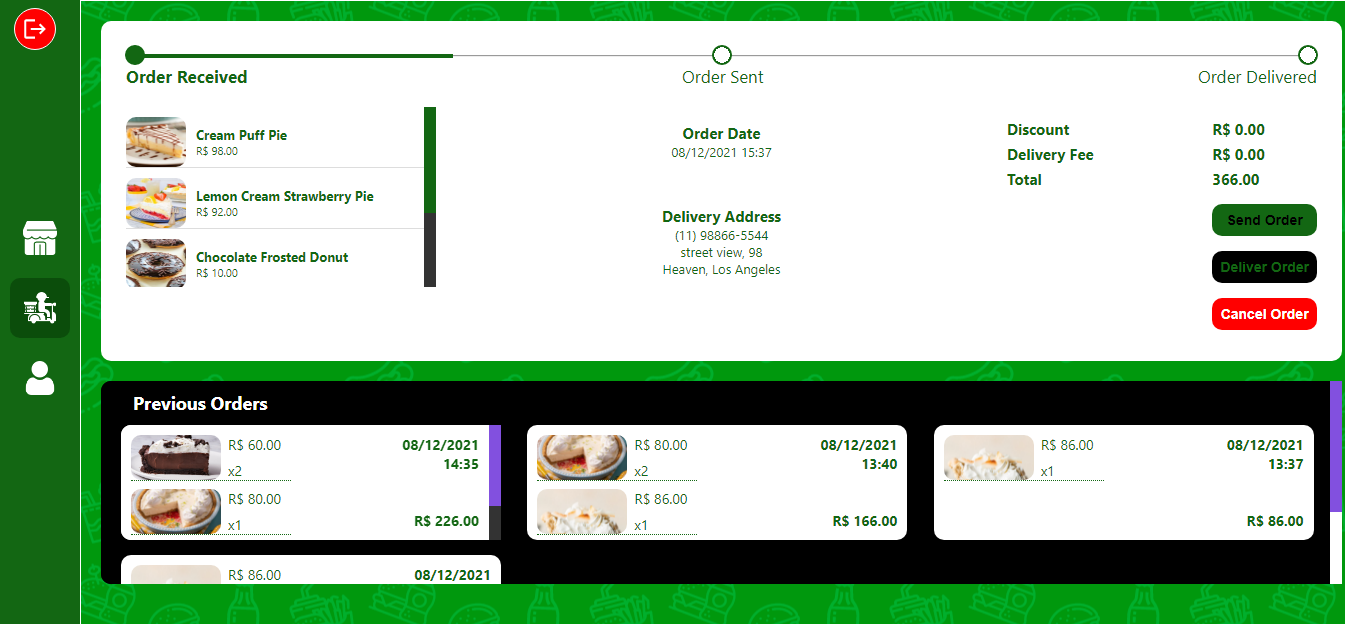 Order Received
Order Sent
Order Delivered
Cream Puff Pie
R$ 98.00
Lemon Cream Strawberry Pie
R$ 92.00
Chocolate Frosted Donut
R$ 10.00
Order Date
08/12/2021 15:37
Delivery Address
(11) 98866-5544
street view, 98
Heaven, Los Angeles
Discount R$ 0.00
Delivery Fee R$ 0.00
Total 366.00
Send Order
Deliver Order
Cancel Order
Previous Orders
R$ 60.00
x2
R$ 80.00
x1
08/12/2021
14:35
R$ 226.00
R$ 80.00
x2
R$ 86.00
x1
08/12/2021
13:40
R$ 166.00
R$ 86.00
x1
08/12/2021
13:37
R$ 86.00
R$ 86.00
08/12/2021